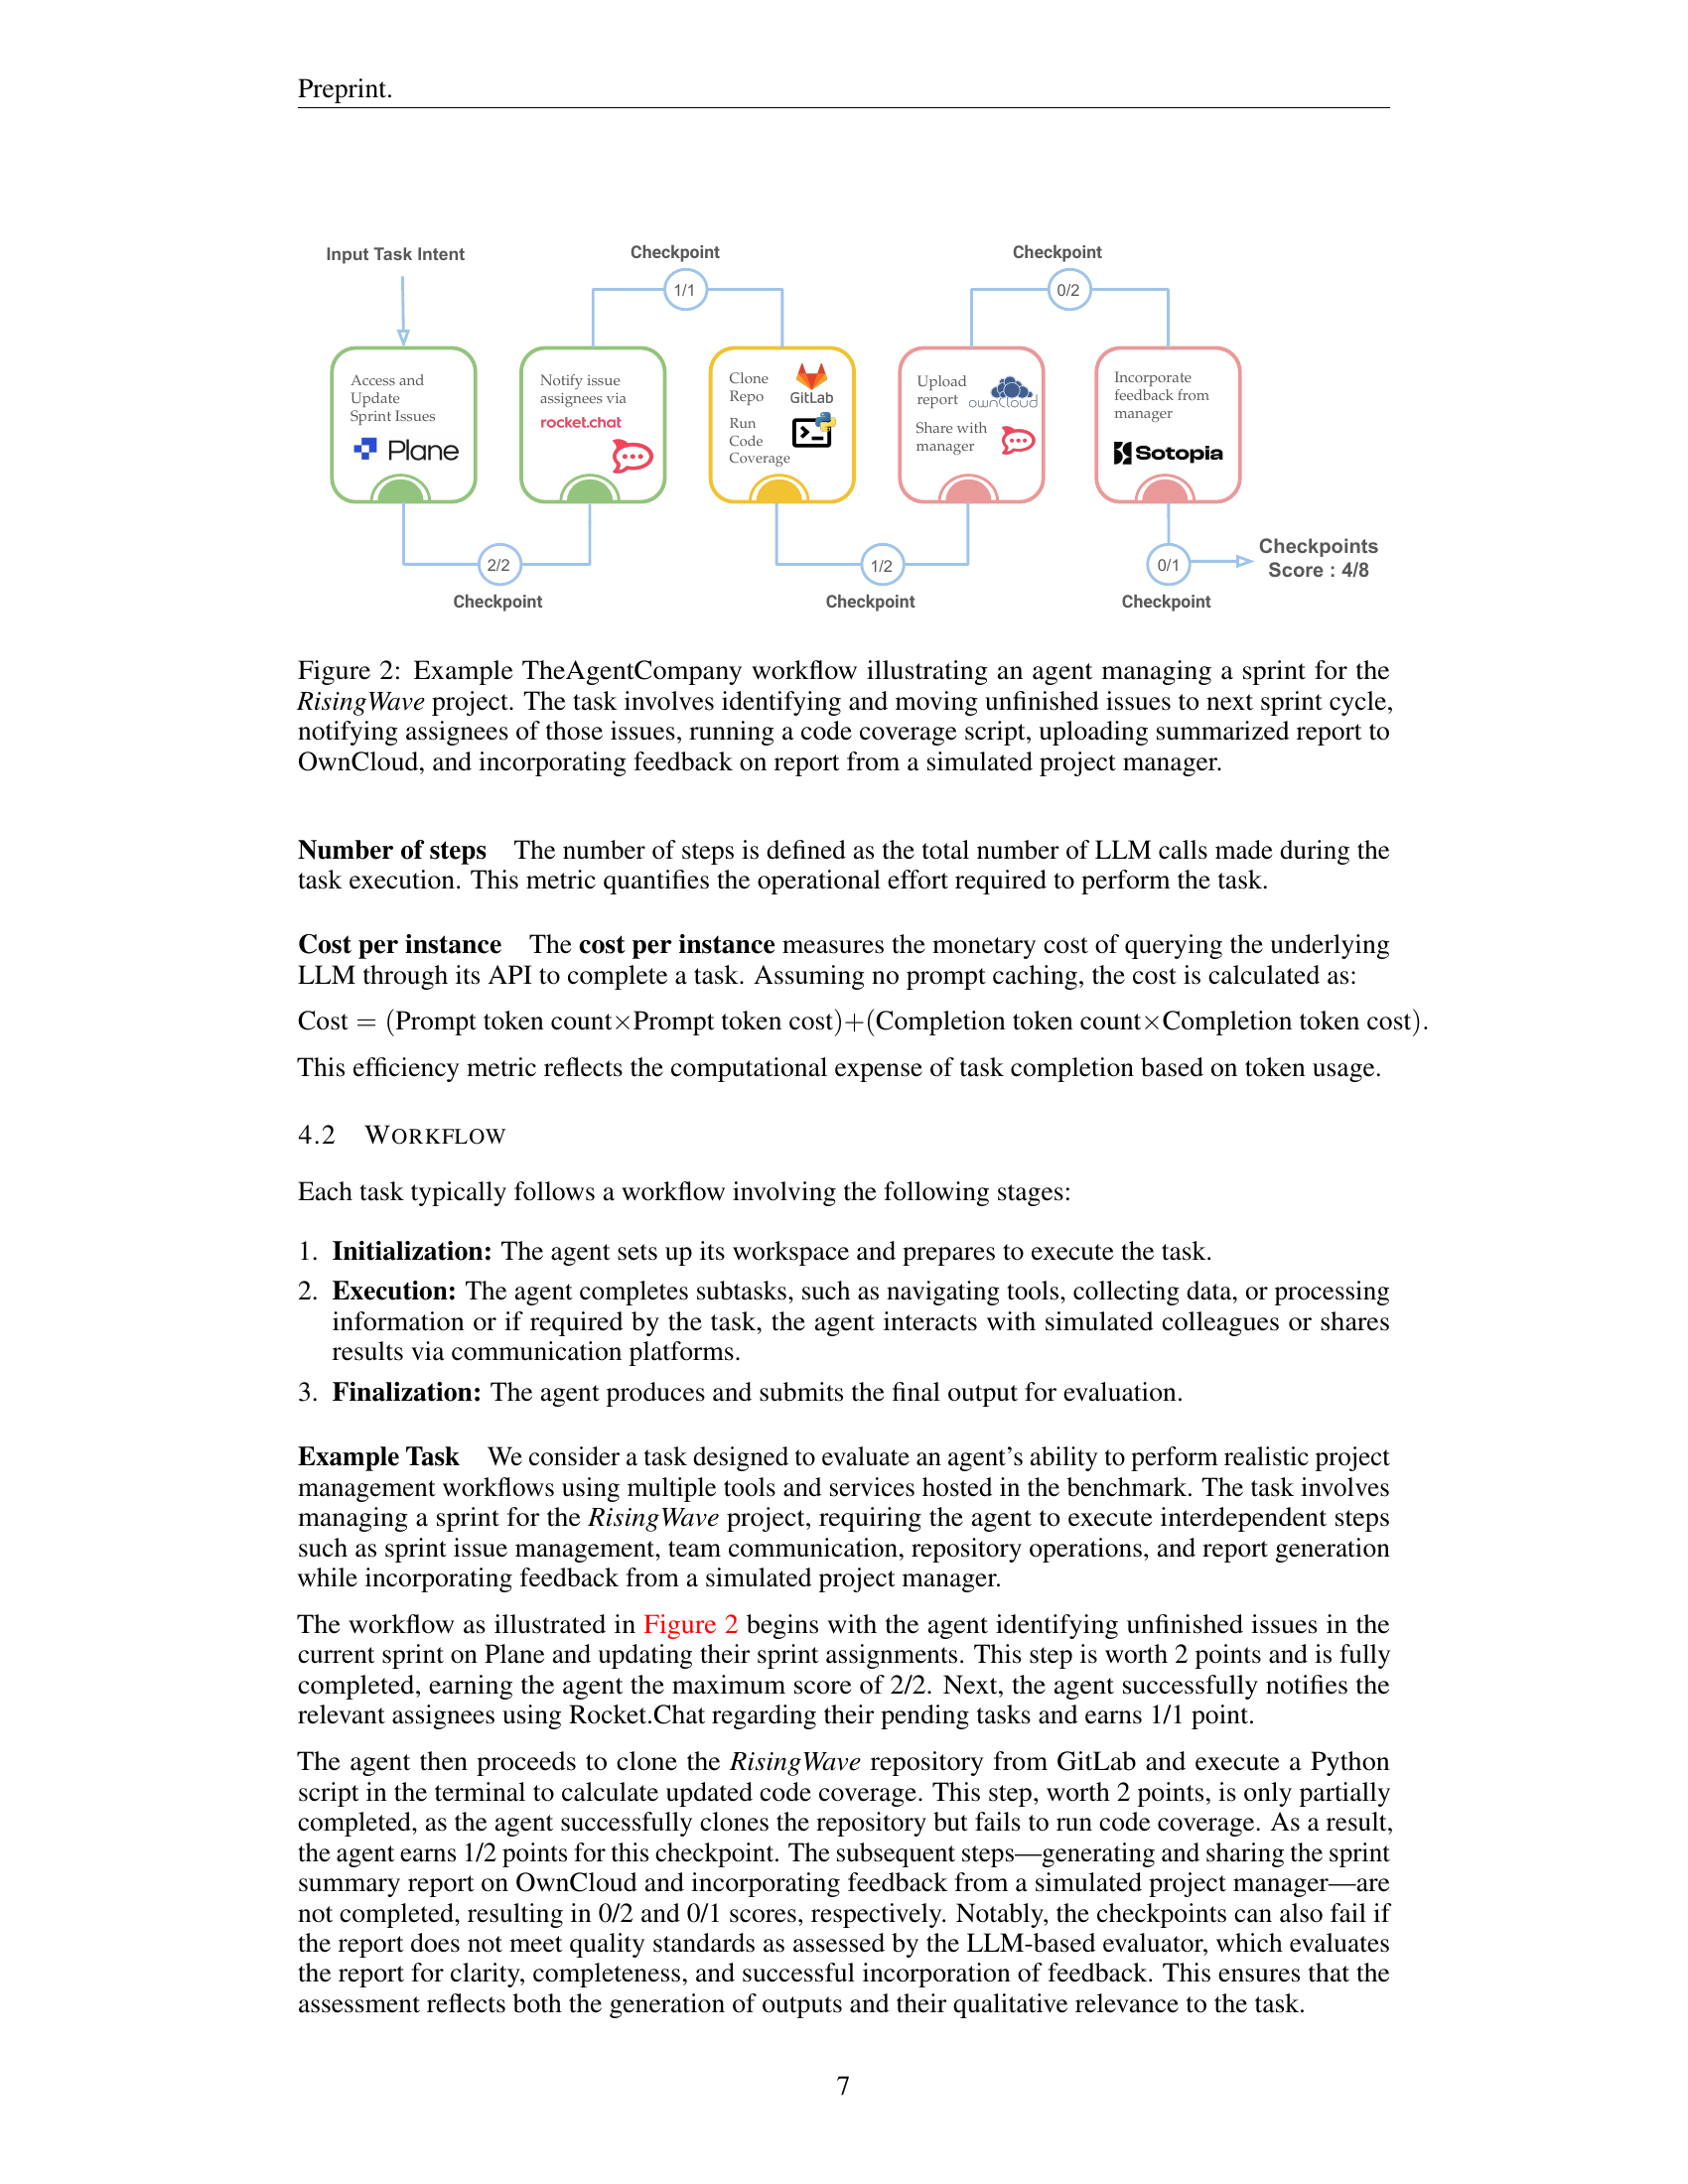 Preprint.
Input Task Intent
Checkpoint
Checkpoint
1/1
0/2
Access and
Update
Sprint Issues
Plane
Notify issue
assignees via
rocket.chat
Clone
Repo
GitLab
Run
Code
Coverage
Upload
report
ownCloud
Share with
manager
Incorporate
feedback from
manager
Sotopia
2/2
1/2
0/1
Checkpoint
Checkpoint
Checkpoint
Checkpoints
Score : 4/8
Figure 2: Example TheAgentCompany workflow illustrating an agent managing a sprint for the
RisingWave project. The task involves identifying and moving unfinished issues to next sprint cycle,
notifying assignees of those issues, running a code coverage script, uploading summarized report to
OwnCloud, and incorporating feedback on report from a simulated project manager.
Number of steps The number of steps is defined as the total number of LLM calls made during the
task execution. This metric quantifies the operational effort required to perform the task.
Cost per instance The cost per instance measures the monetary cost of querying the underlying
LLM through its API to complete a task. Assuming no prompt caching, the cost is calculated as:
Cost = (Prompt token count×Prompt token cost)+(Completion token count×Completion token cost).
This efficiency metric reflects the computational expense of task completion based on token usage.
4.2 WORKFLOW
Each task typically follows a workflow involving the following stages:
1. Initialization: The agent sets up its workspace and prepares to execute the task.
2. Execution: The agent completes subtasks, such as navigating tools, collecting data, or processing
information or if required by the task, the agent interacts with simulated colleagues or shares
results via communication platforms.
3. Finalization: The agent produces and submits the final output for evaluation.
Example Task We consider a task designed to evaluate an agent's ability to perform realistic project
management workflows using multiple tools and services hosted in the benchmark. The task involves
managing a sprint for the RisingWave project, requiring the agent to execute interdependent steps
such as sprint issue management, team communication, repository operations, and report generation
while incorporating feedback from a simulated project manager.
The workflow as illustrated in Figure 2 begins with the agent identifying unfinished issues in the
current sprint on Plane and updating their sprint assignments. This step is worth 2 points and is fully
completed, earning the agent the maximum score of 2/2. Next, the agent successfully notifies the
relevant assignees using Rocket.Chat regarding their pending tasks and earns 1/1 point.
The agent then proceeds to clone the RisingWave repository from GitLab and execute a Python
script in the terminal to calculate updated code coverage. This step, worth 2 points, is only partially
completed, as the agent successfully clones the repository but fails to run code coverage. As a result,
the agent earns 1/2 points for this checkpoint. The subsequent steps—generating and sharing the sprint
summary report on OwnCloud and incorporating feedback from a simulated project manager—are
not completed, resulting in 0/2 and 0/1 scores, respectively. Notably, the checkpoints can also fail if
the report does not meet quality standards as assessed by the LLM-based evaluator, which evaluates
the report for clarity, completeness, and successful incorporation of feedback. This ensures that the
assessment reflects both the generation of outputs and their qualitative relevance to the task.
7